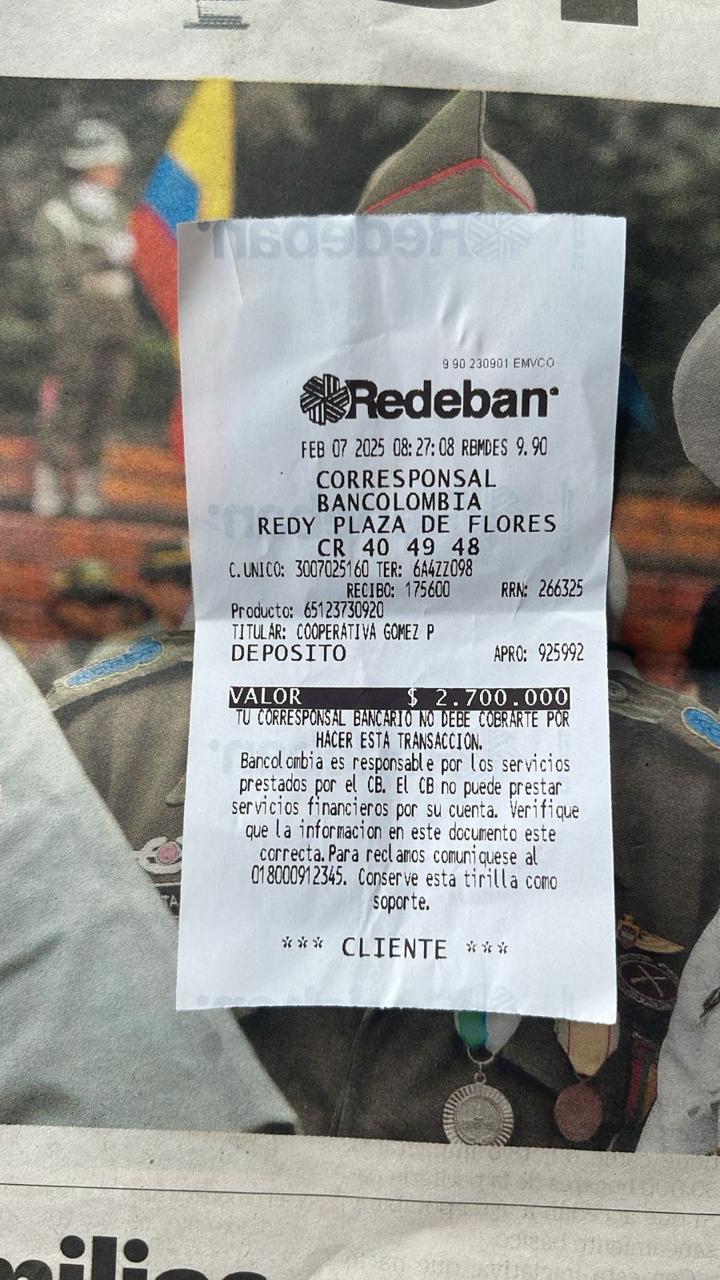 9 90 230901 EMVCO
Redeban
FEB 07 2025 08:27:08 RBMDES 9.90
CORRESPONSAL
BANCOLOMBIA
REDY PLAZA DE FLORES
CR 40 49 48
C.UNICO: 3007025160 TER: 6A4ZZ098
RECIBO: 175600 RRN: 266325
Producto: 65123730920
TITULAR: COOPERATIVA GOMEZ P
DEPOSITO APRO: 925992
VALOR $ 2.700.000
TU CORRESPONSAL BANCARIO NO DEBE COBRARTE POR
HACER ESTA TRANSACCION.
Bancolombia es responsable por los servicios
prestados por el CB. El CB no puede prestar
servicios financieros por su cuenta. Verifique
que la informacion en este documento este
correcta.Para reclamos comuniquese al
018000912345. Conserve esta tirilla como
soporte.
*** CLIENTE ***